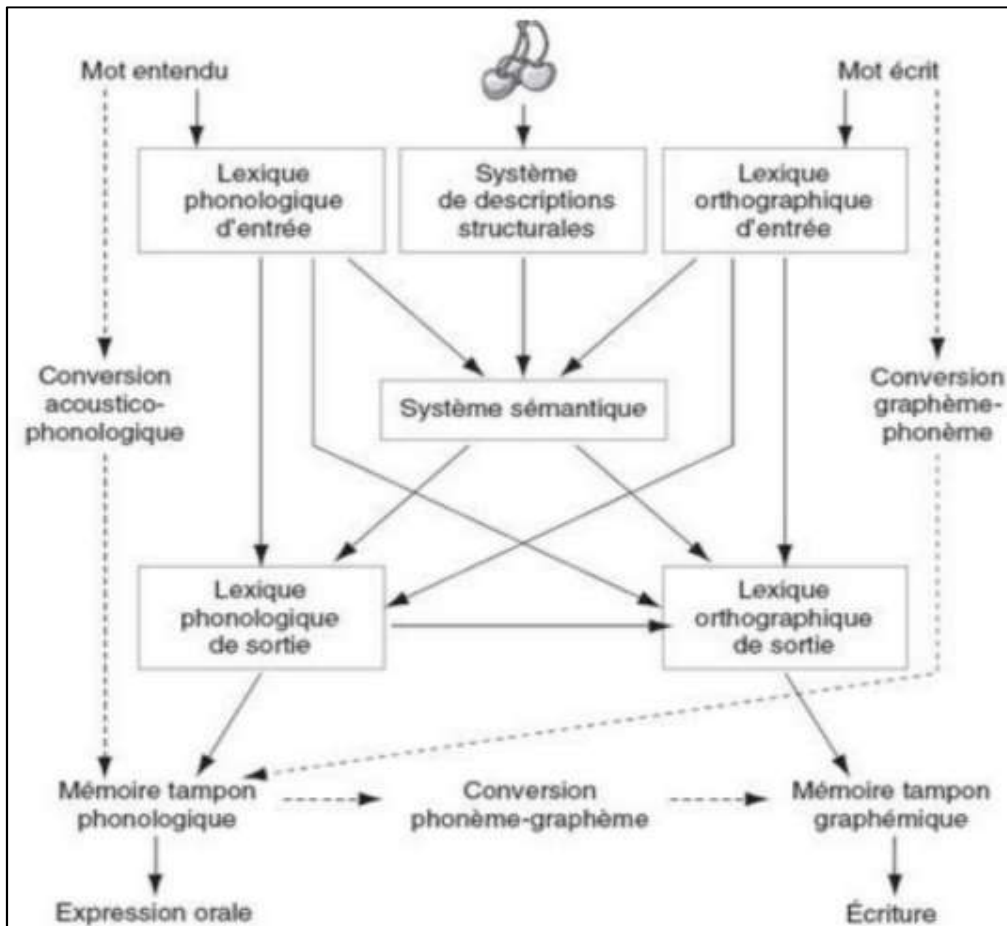 Mot entendu
Mot écrit
Lexique
phonologique
d'entrée
Système
de descriptions
structurales
Lexique
orthographique
d'entrée
Conversion
acoustico-
phonologique
Système sémantique
Conversion
graphème-
phonème
Lexique
phonologique
de sortie
Lexique
orthographique
de sortie
Mémoire tampon
phonologique
Conversion
phonème-graphème
Mémoire tampon
graphémique
Expression orale
Écriture